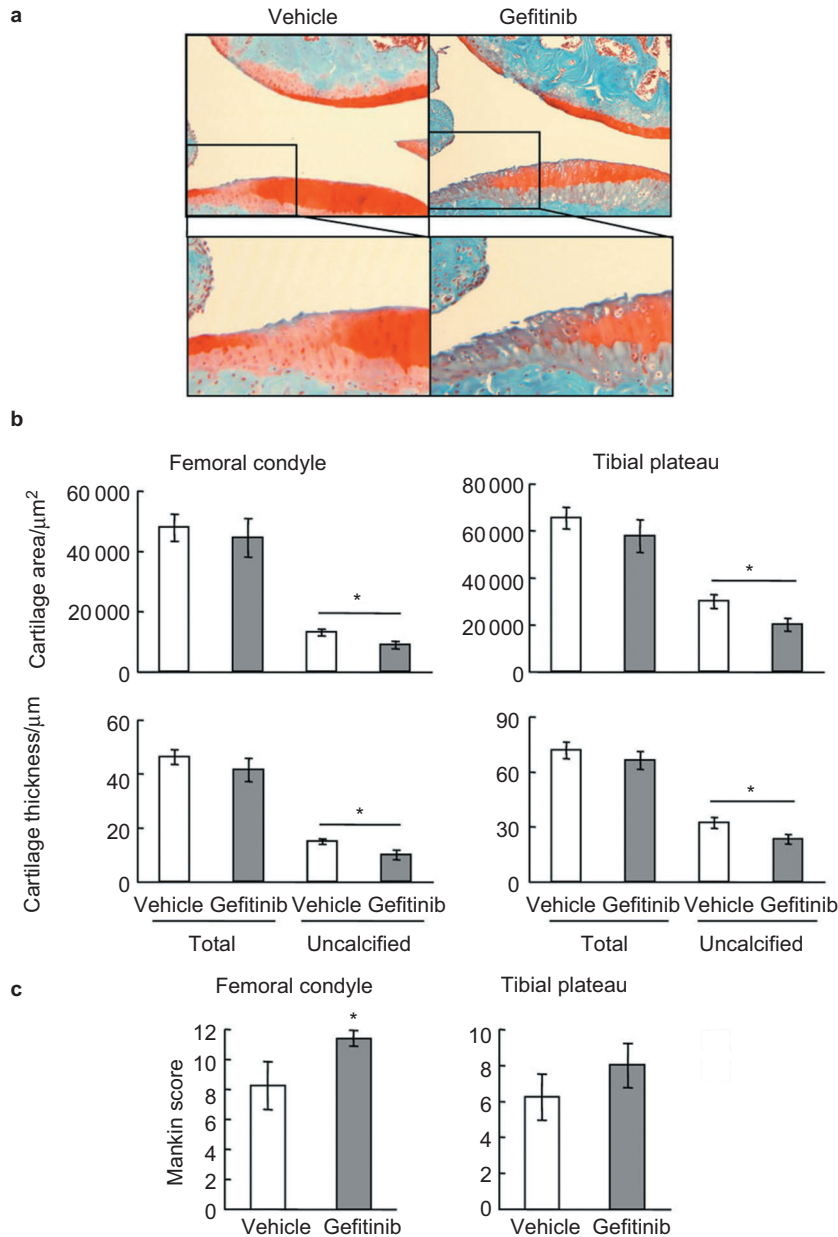 a
Vehicle Gefitinib
b
Femoral condyle Tibial plateau
Cartilage area/μm²
60 000
40 000
20 000
0
*
80 000
60 000
40 000
20 000
0
*
Cartilage thickness/μm
60
40
20
0
*
90
60
30
0
*
Vehicle Gefitinib Vehicle Gefitinib Vehicle Gefitinib Vehicle Gefitinib
Total Uncalcified Total Uncalcified
c
Femoral condyle Tibial plateau
Mankin score
12
10
8
6
4
2
0
*
10
8
6
4
2
0
Vehicle Gefitinib Vehicle Gefitinib